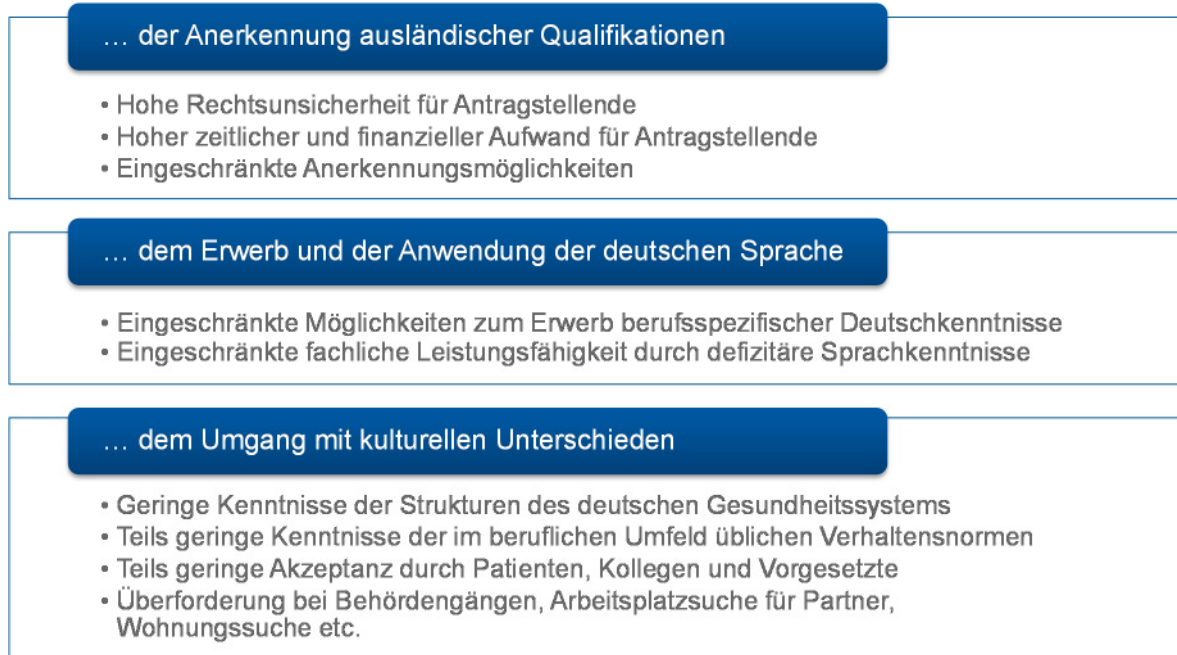 … der Anerkennung ausländischer Qualifikationen
• Hohe Rechtsunsicherheit für Antragstellende
• Hoher zeitlicher und finanzieller Aufwand für Antragstellende
• Eingeschränkte Anerkennungsmöglichkeiten
… dem Erwerb und der Anwendung der deutschen Sprache
• Eingeschränkte Möglichkeiten zum Erwerb berufsspezifischer Deutschkenntnisse
• Eingeschränkte fachliche Leistungsfähigkeit durch defizitäre Sprachkenntnisse
… dem Umgang mit kulturellen Unterschieden
• Geringe Kenntnisse der Strukturen des deutschen Gesundheitssystems
• Teils geringe Kenntnisse der im beruflichen Umfeld üblichen Verhaltensnormen
• Teils geringe Akzeptanz durch Patienten, Kollegen und Vorgesetzte
• Überforderung bei Behördengängen, Arbeitsplatzsuche für Partner,
Wohnungssuche etc.